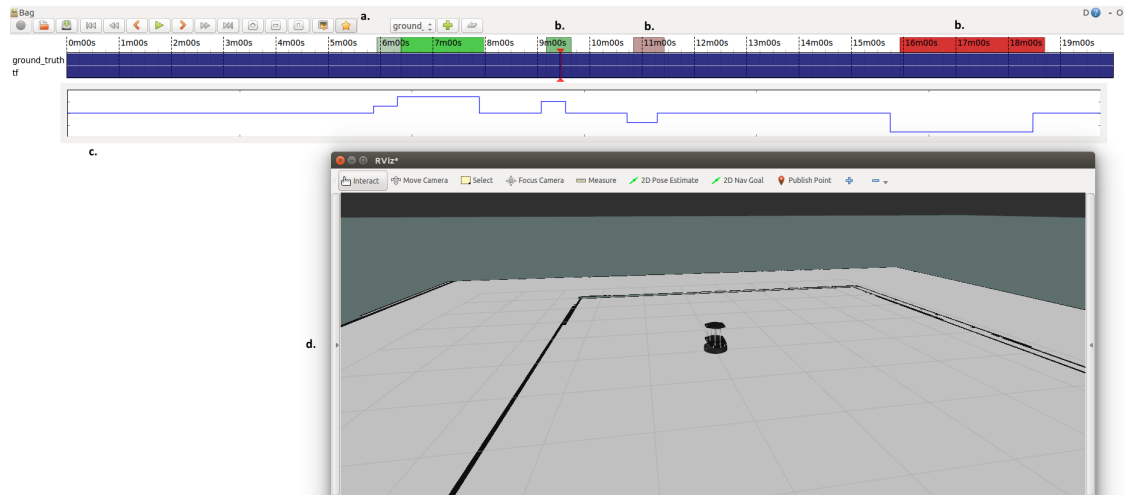 Bag
D - O
a.
ground_
b. b. b.
0m00s 1m00s 2m00s 3m00s 4m00s 5m00s 6m00s 7m00s 8m00s 9m00s 10m00s 11m00s 12m00s 13m00s 14m00s 15m00s 16m00s 17m00s 18m00s 19m00s
ground_truth
tf
c.
RViz*
Interact Move Camera Select Focus Camera Measure 2D Pose Estimate 2D Nav Goal Publish Point
d.